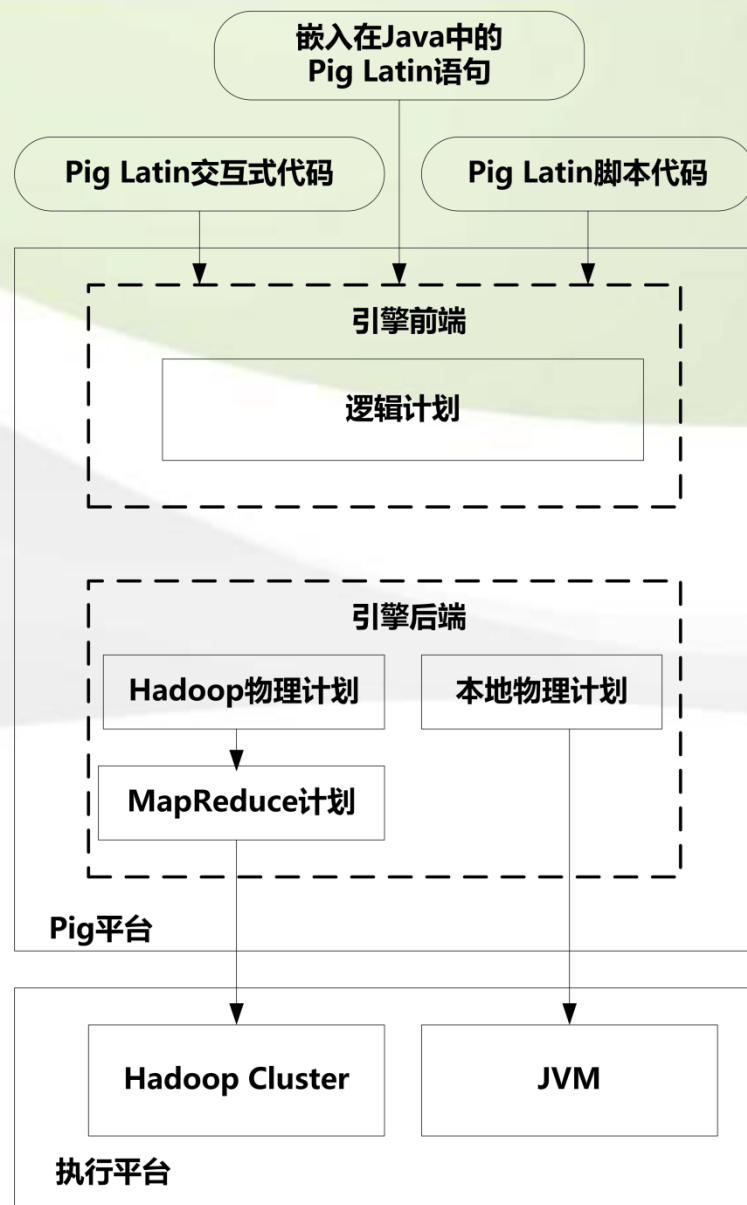 嵌入在Java中的
Pig Latin语句
Pig Latin交互式代码
Pig Latin脚本代码
引擎前端
逻辑计划
引擎后端
Hadoop物理计划
本地物理计划
MapReduce计划
Pig平台
Hadoop Cluster
JVM
执行平台